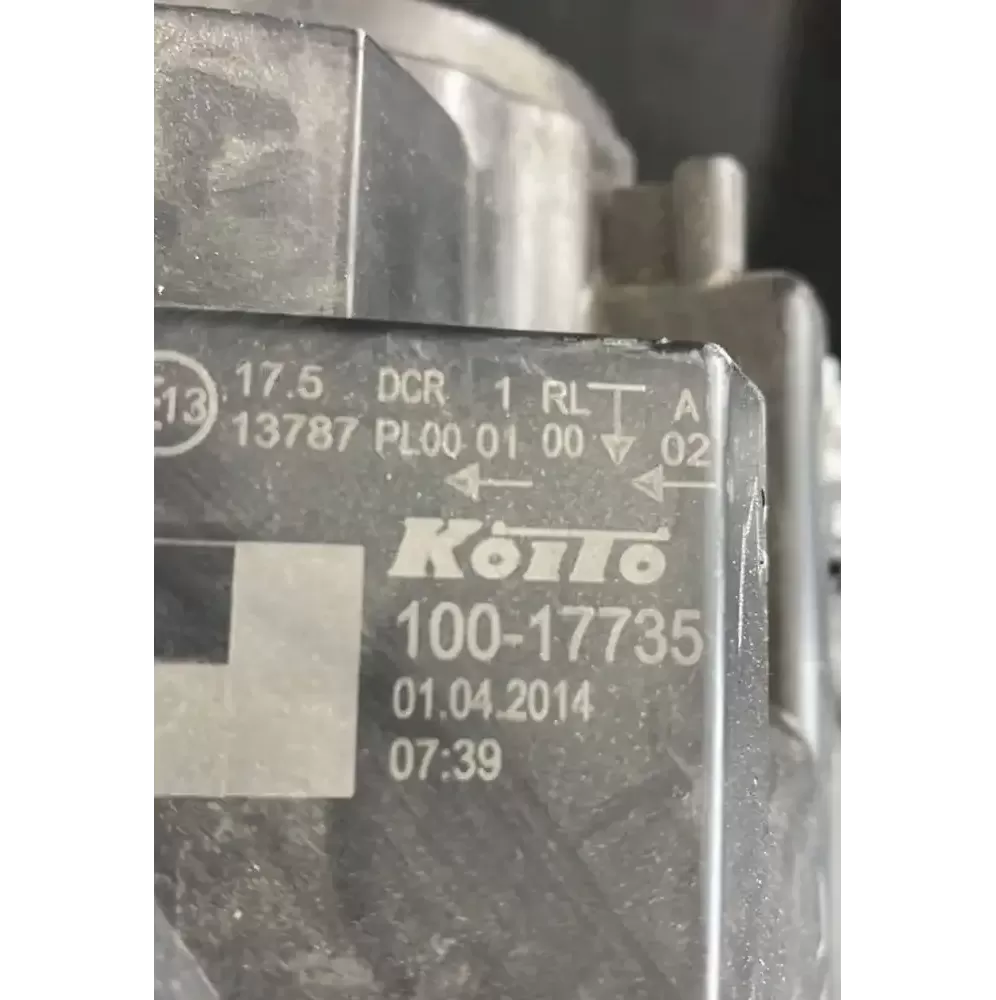 E13 17.5 DCR 1 RL A
13787 PL00 01 00 02
KOITO
100-17735
01.04.2014
07:39